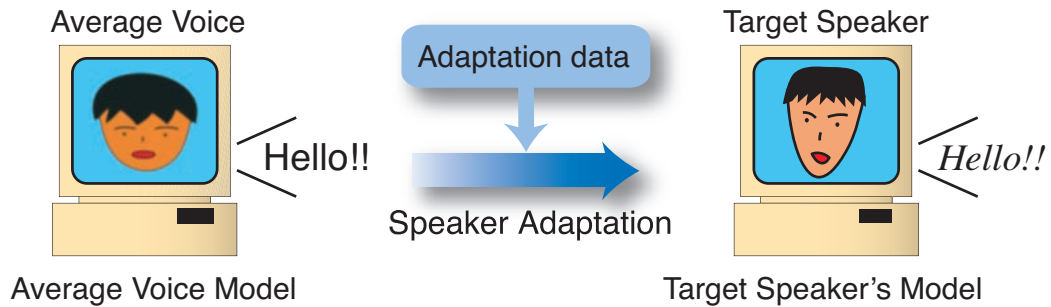 Average Voice
Adaptation data
Target Speaker
Hello!!
Hello!!
Speaker Adaptation
Average Voice Model
Target Speaker's Model